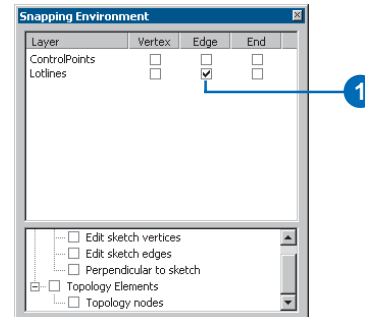 Snapping Environment
Layer Vertex Edge End
ControlPoints
Lotlines
1
Edit sketch vertices
Edit sketch edges
Perpendicular to sketch
Topology Elements
Topology nodes